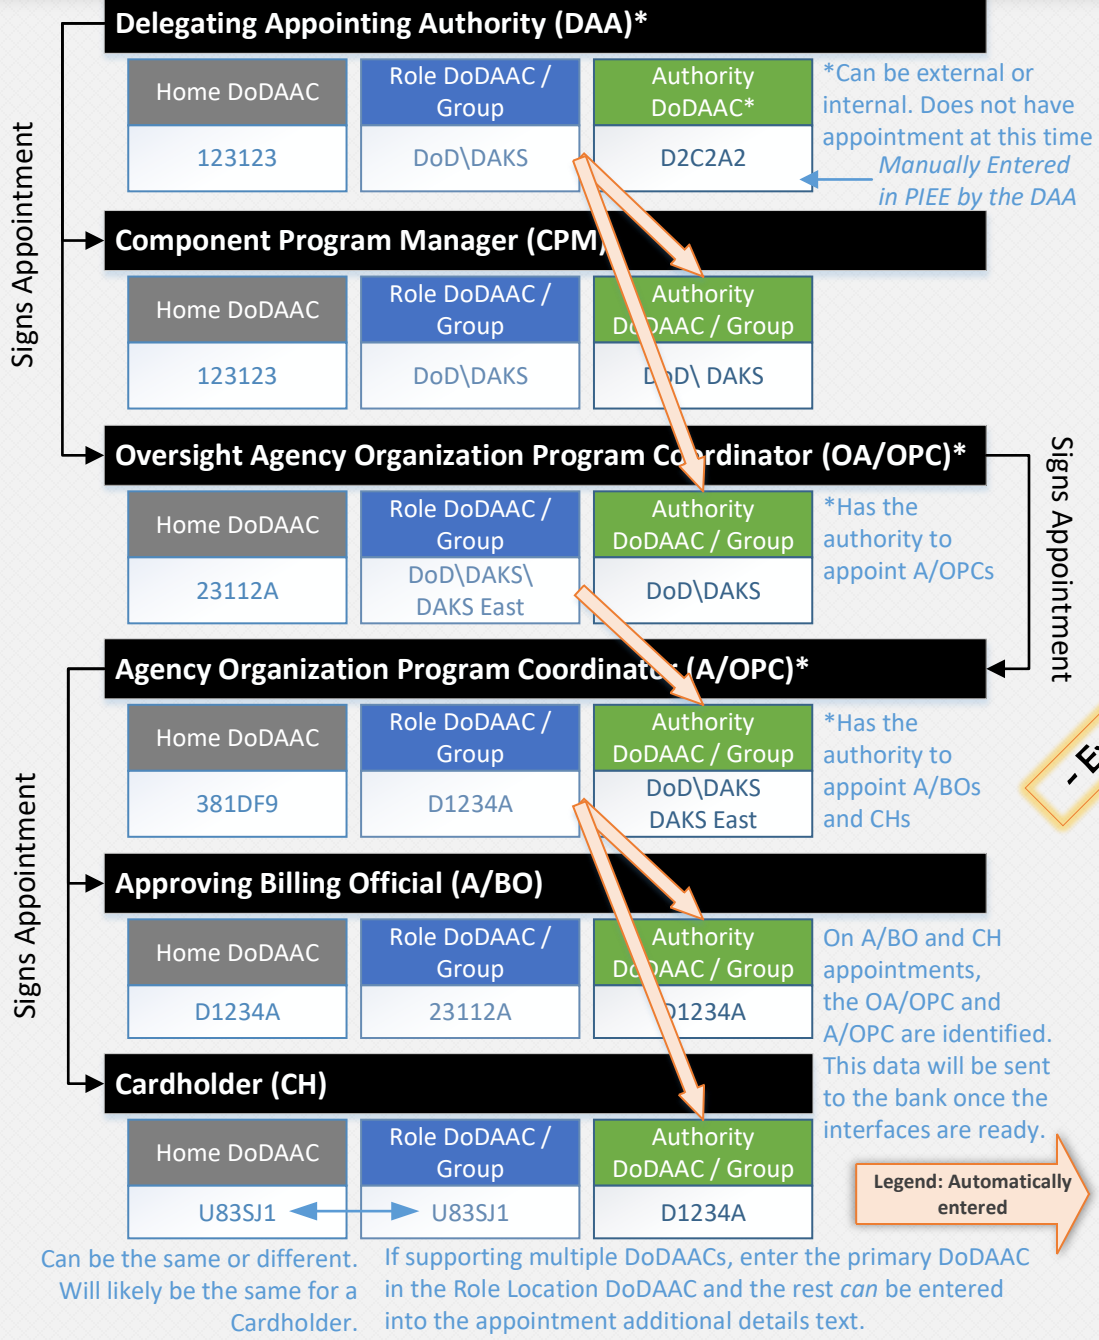 Delegating Appointing Authority (DAA)*
Home DoDAAC
Role DoDAAC /
Group
Authority
DoDAAC*
123123
DoD\DAKS
D2C2A2
*Can be external or
internal. Does not have
appointment at this time
Manually Entered
in PIEE by the DAA
Signs Appointment
Component Program Manager (CPM)
Home DoDAAC
Role DoDAAC /
Group
Authority
DoDAAC / Group
123123
DoD\DAKS
DoD\ DAKS
Oversight Agency Organization Program Coordinator (OA/OPC)*
Home DoDAAC
Role DoDAAC /
Group
Authority
DoDAAC / Group
23112A
DoD\DAKS\
DAKS East
DoD\DAKS
*Has the
authority to
appoint A/OPCs
Signs Appointment
Agency Organization Program Coordinator (A/OPC)*
Home DoDAAC
Role DoDAAC /
Group
Authority
DoDAAC / Group
381DF9
D1234A
DoD\DAKS
DAKS East
*Has the
authority to
appoint A/BOs
and CHs
Signs Appointment
Approving Billing Official (A/BO)
Home DoDAAC
Role DoDAAC /
Group
Authority
DoDAAC / Group
D1234A
23112A
D1234A
On A/BO and CH
appointments,
the OA/OPC and
A/OPC are identified.
This data will be sent
to the bank once the
interfaces are ready.
Cardholder (CH)
Home DoDAAC
Role DoDAAC /
Group
Authority
DoDAAC / Group
U83SJ1
U83SJ1
D1234A
Legend: Automatically
entered
Can be the same or different.
Will likely be the same for a
Cardholder.
If supporting multiple DoDAACs, enter the primary DoDAAC
in the Role Location DoDAAC and the rest can be entered
into the appointment additional details text.